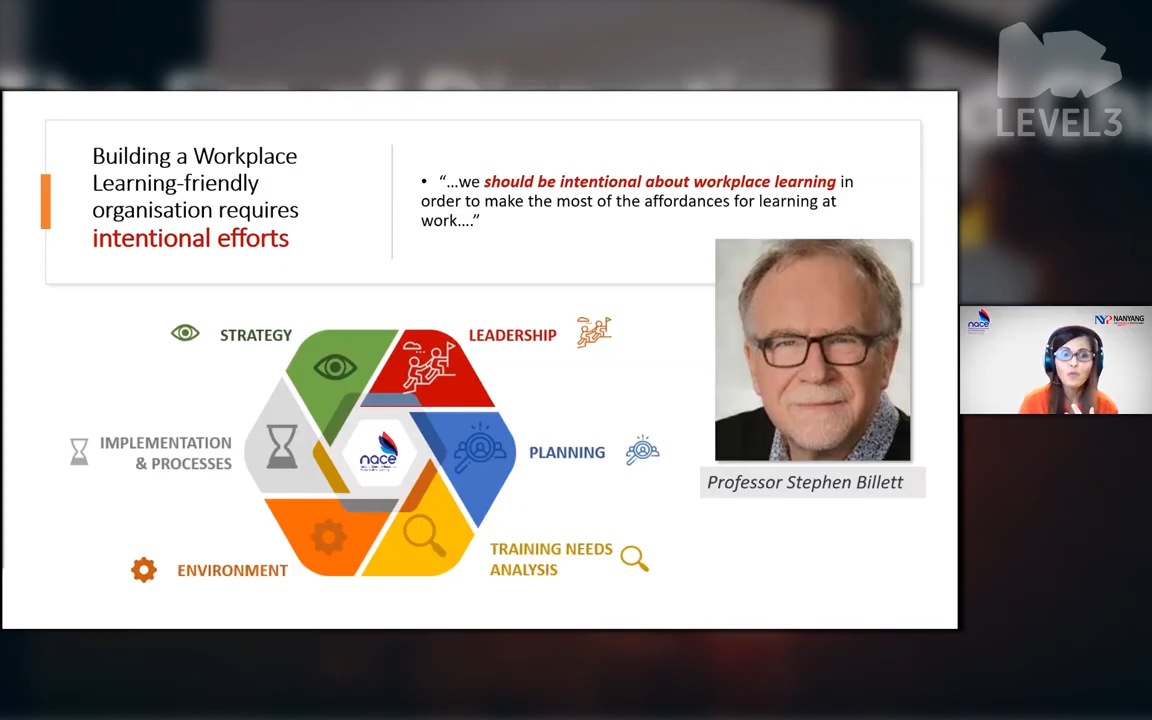 LEVEL3
Building a Workplace
Learning-friendly
organisation requires
intentional efforts
• “…we should be intentional about workplace learning in
order to make the most of the affordances for learning at
work….”
STRATEGY
LEADERSHIP
IMPLEMENTATION
& PROCESSES
nace
PLANNING
TRAINING NEEDS
ANALYSIS
ENVIRONMENT
Professor Stephen Billett
nace
NYP NANYANG